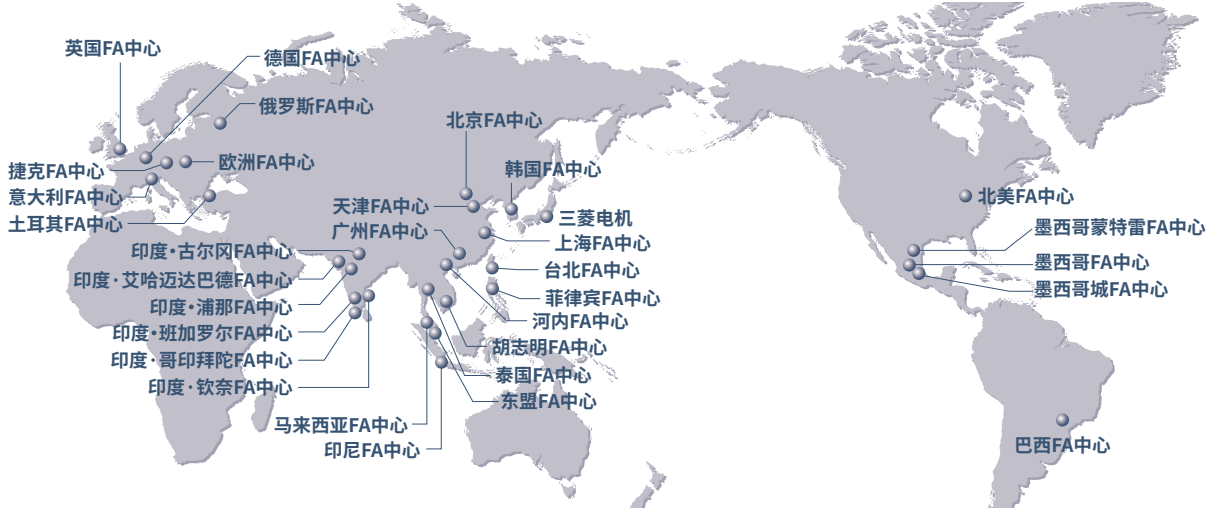 英国FA中心
德国FA中心
俄罗斯FA中心
北京FA中心
捷克FA中心
欧洲FA中心
韩国FA中心
意大利FA中心
北美FA中心
天津FA中心
三菱电机
土耳其FA中心
广州FA中心
墨西哥蒙特雷FA中心
上海FA中心
印度·古尔冈FA中心
墨西哥FA中心
台北FA中心
印度·艾哈迈达巴德FA中心
墨西哥城FA中心
菲律宾FA中心
印度·浦那FA中心
河内FA中心
印度·班加罗尔FA中心
胡志明FA中心
印度·哥印拜陀FA中心
泰国FA中心
印度·钦奈FA中心
东盟FA中心
马来西亚FA中心
巴西FA中心
印尼FA中心